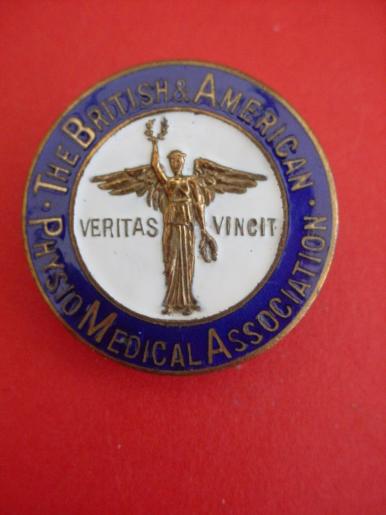 THE BRITISH & AMERICAN
PHYSIO MEDICAL ASSOCIATION
VERITAS VINCIT